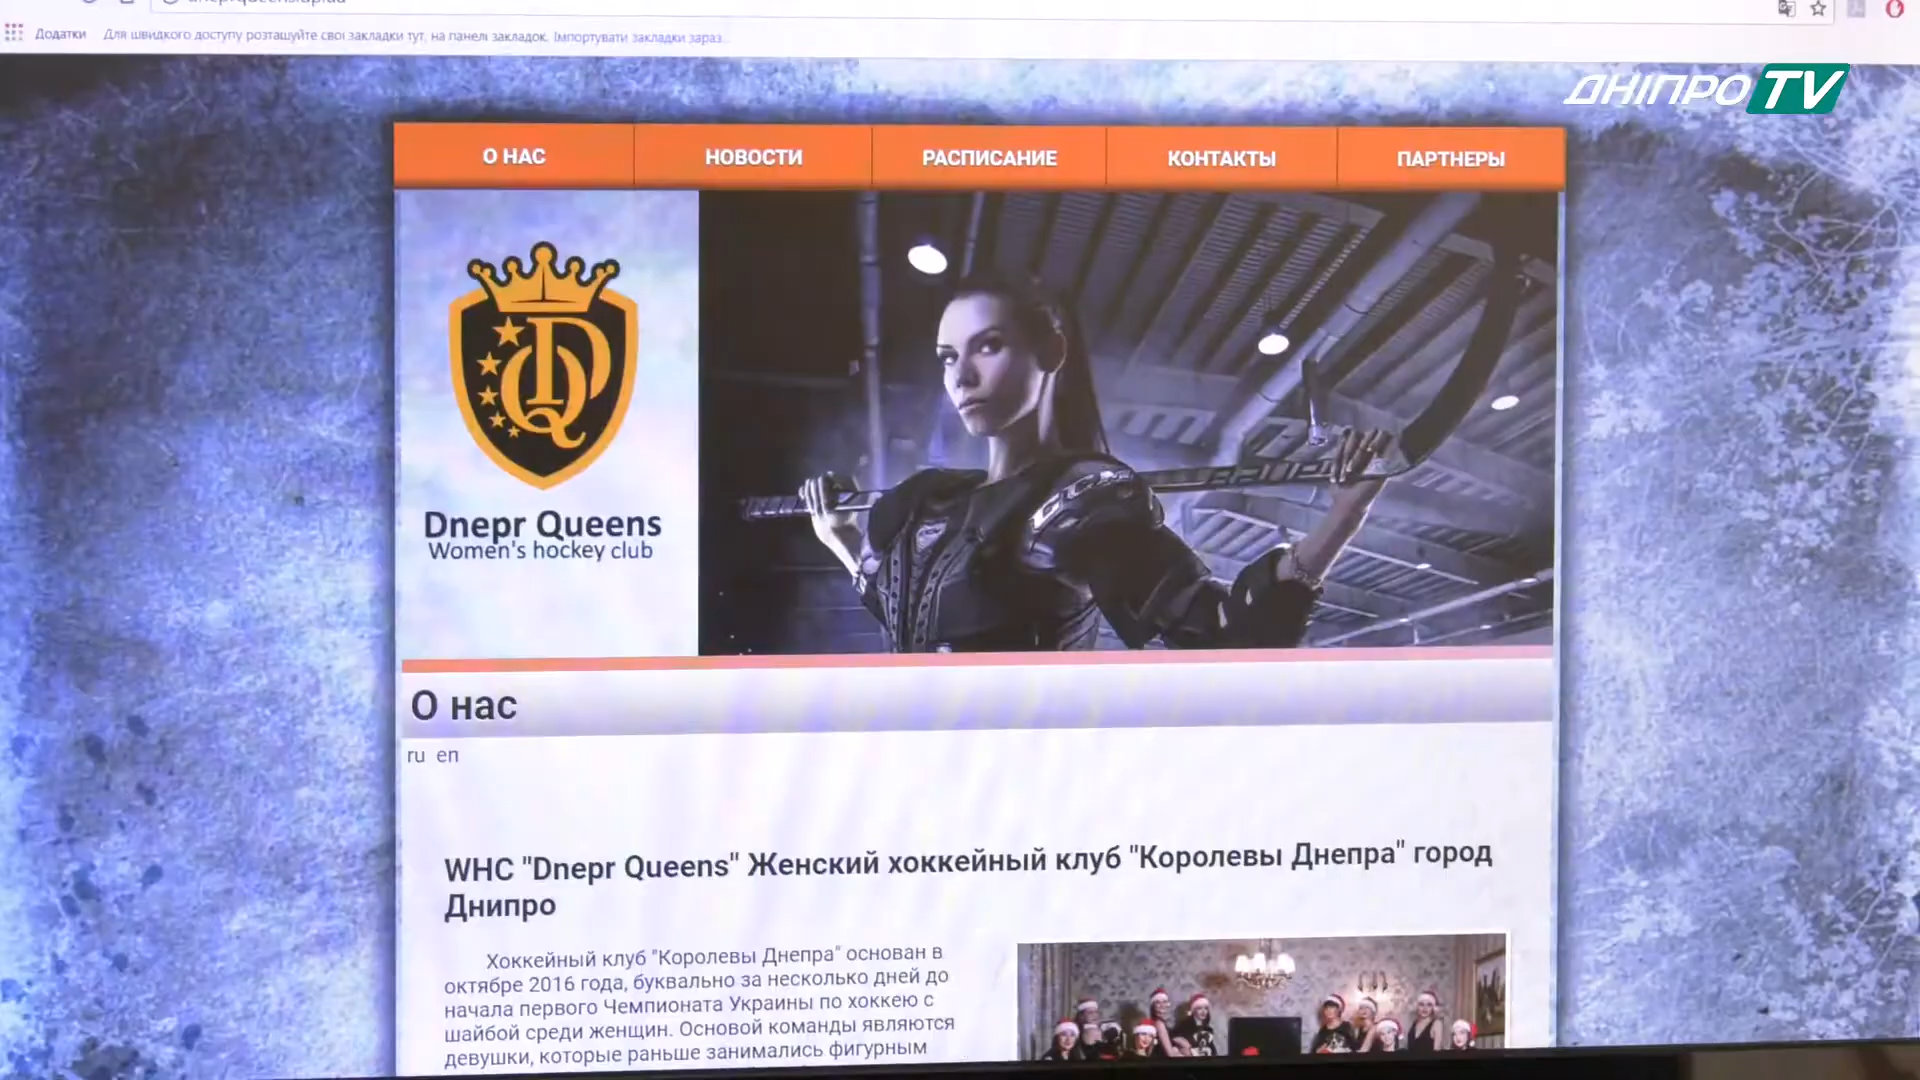 Додатки Для швидкого доступу розташуйте свої закладки тут, на панелі закладок. Імпортувати закладки зараз...
ДНІПРО TV
О НАС НОВОСТИ РАСПИСАНИЕ КОНТАКТЫ ПАРТНЕРЫ
DQ
Dnepr Queens
Women's hockey club
CCM
BAUER
О нас
ru en
WHC "Dnepr Queens" Женский хоккейный клуб "Королевы Днепра" город
Днипро
Хоккейный клуб "Королевы Днепра" основан в
октябре 2016 года, буквально за несколько дней до
начала первого Чемпионата Украины по хоккею с
шайбой среди женщин. Основой команды являются
девушки, которые раньше занимались фигурным